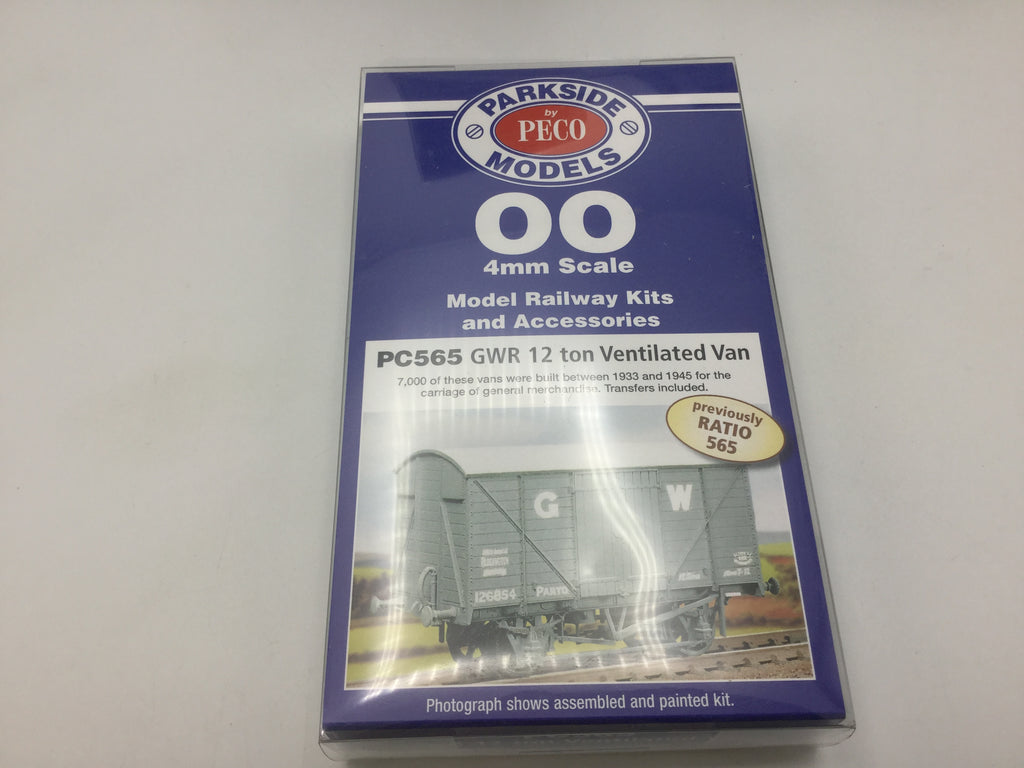 PARKSIDE
by
PECO
MODELS
OO
4mm Scale
Model Railway Kits
and Accessories
PC565 GWR 12 ton Ventilated Van
7,000 of these vans were built between 1933 and 1945 for the
carriage of general merchandise. Transfers included.
previously
RATIO
565
G W
126854
Photograph shows assembled and painted kit.